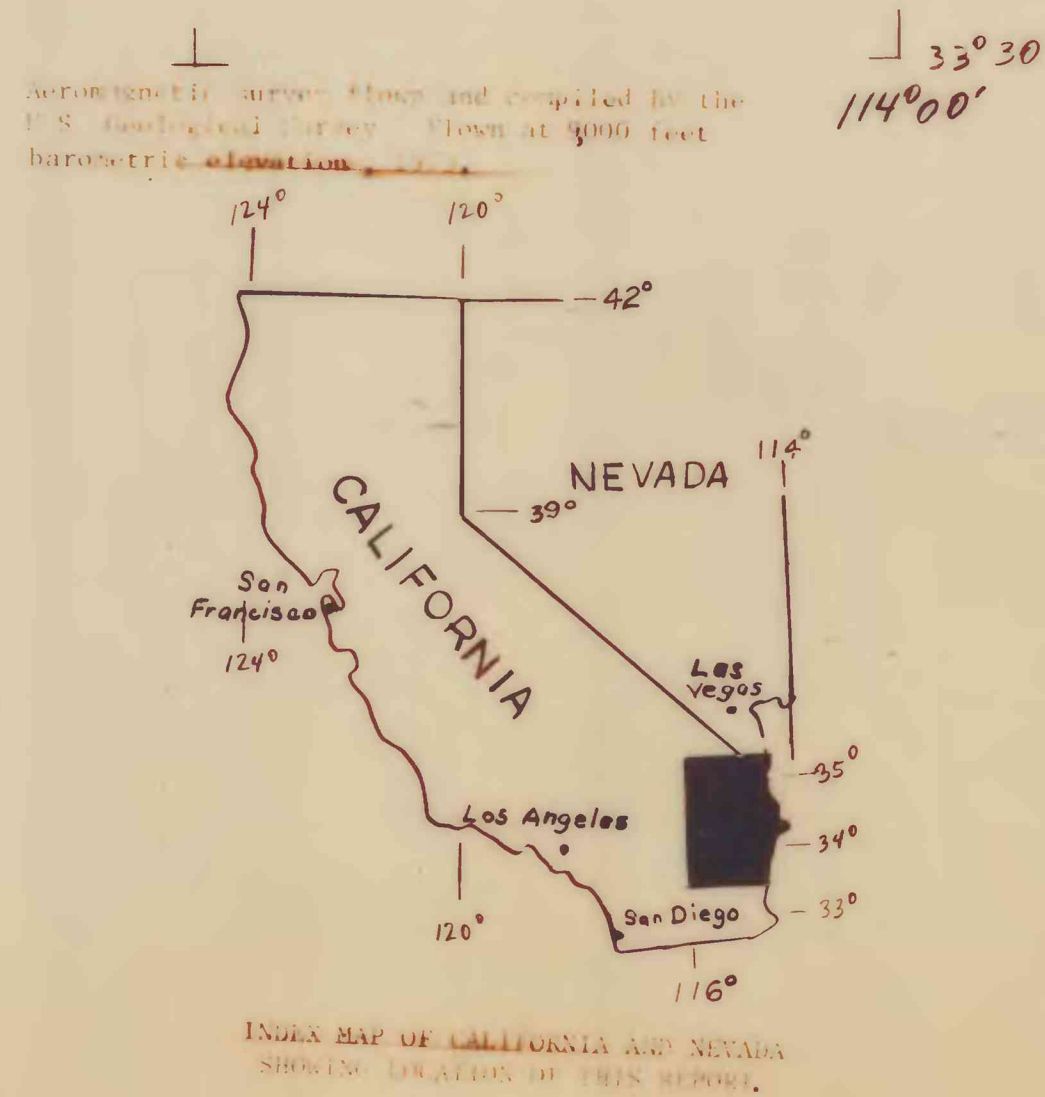 33° 30
114° 00'
Aeromagnetic survey flown and compiled by the
U.S. Geological Survey Flown at 9,000 feet
barometric elevation
124° 120°
42°
114°
NEVADA
39°
CALIFORNIA
San
Francisco
124°
Las
Vegas
35°
Los Angeles
34°
120°
San Diego
33°
116°
INDEX MAP OF CALIFORNIA AND NEVADA
SHOWING LOCATION OF THIS REPORT.